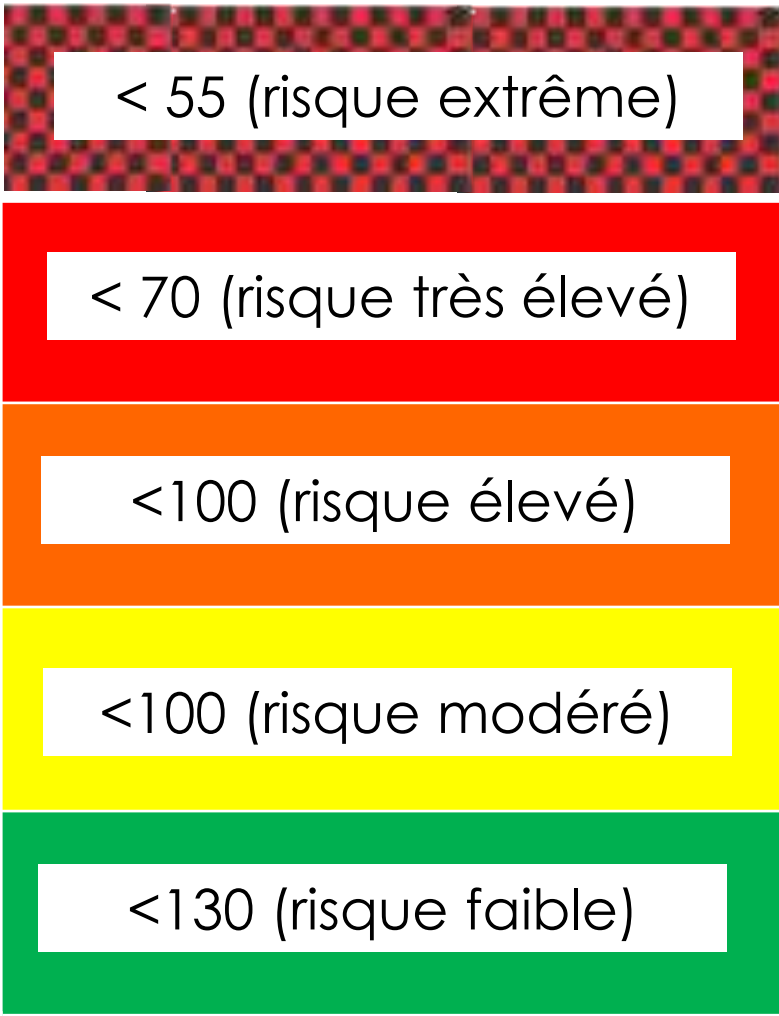 < 55 (risque extrême)
< 70 (risque très élevé)
<100 (risque élevé)
<100 (risque modéré)
<130 (risque faible)